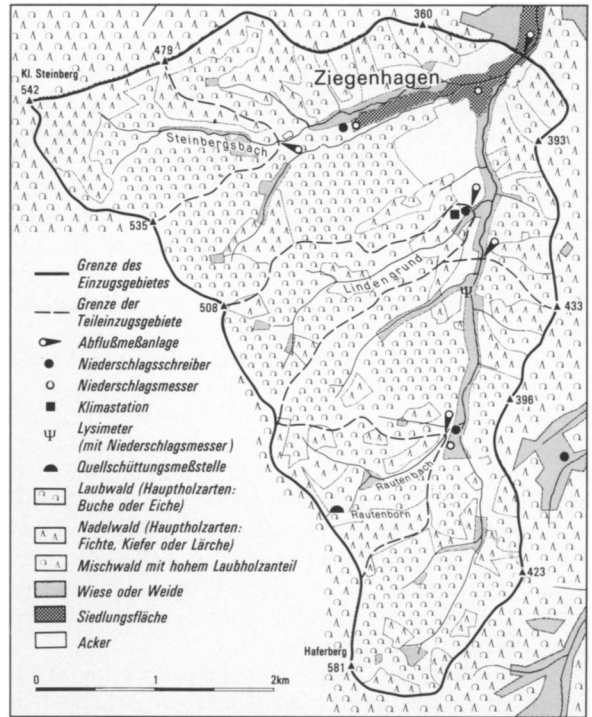 360
479
Kl. Steinberg
542
Ziegenhagen
Steinbergsbach
393
535
Lindengrund
508
433
Ψ
396
Rautenbach
Rautenborn
423
Haferberg
581
Grenze des
Einzugsgebietes
Grenze der
Teileinzugsgebiete
Abflußmeßanlage
Niederschlagsschreiber
Niederschlagsmesser
Klimastation
Ψ Lysimeter
(mit Niederschlagsmesser)
Quellschüttungsmeßstelle
Laubwald (Hauptholzarten:
Buche oder Eiche)
Nadelwald (Hauptholzarten:
Fichte, Kiefer oder Lärche)
Mischwald mit hohem Laubholzanteil
Wiese oder Weide
Siedlungsfläche
Acker
0 1 2km